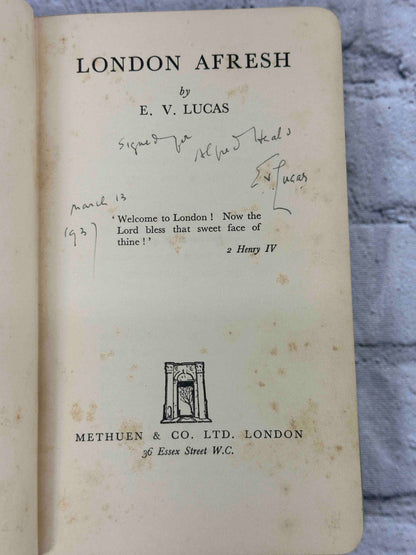 LONDON AFRESH
by
E. V. LUCAS
Signed for Alfred
E V Lucas
March 13
1937
'Welcome to London! Now the
Lord bless that sweet face of
thine!'
2 Henry IV
METHUEN & CO. LTD. LONDON
36 Essex Street W.C.